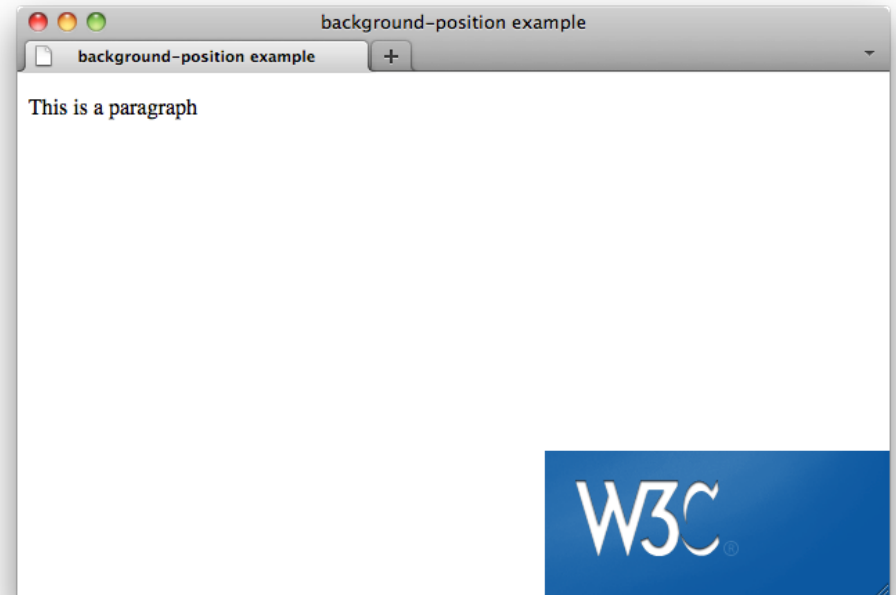 background-position example
background-position example
+
This is a paragraph
W3C®